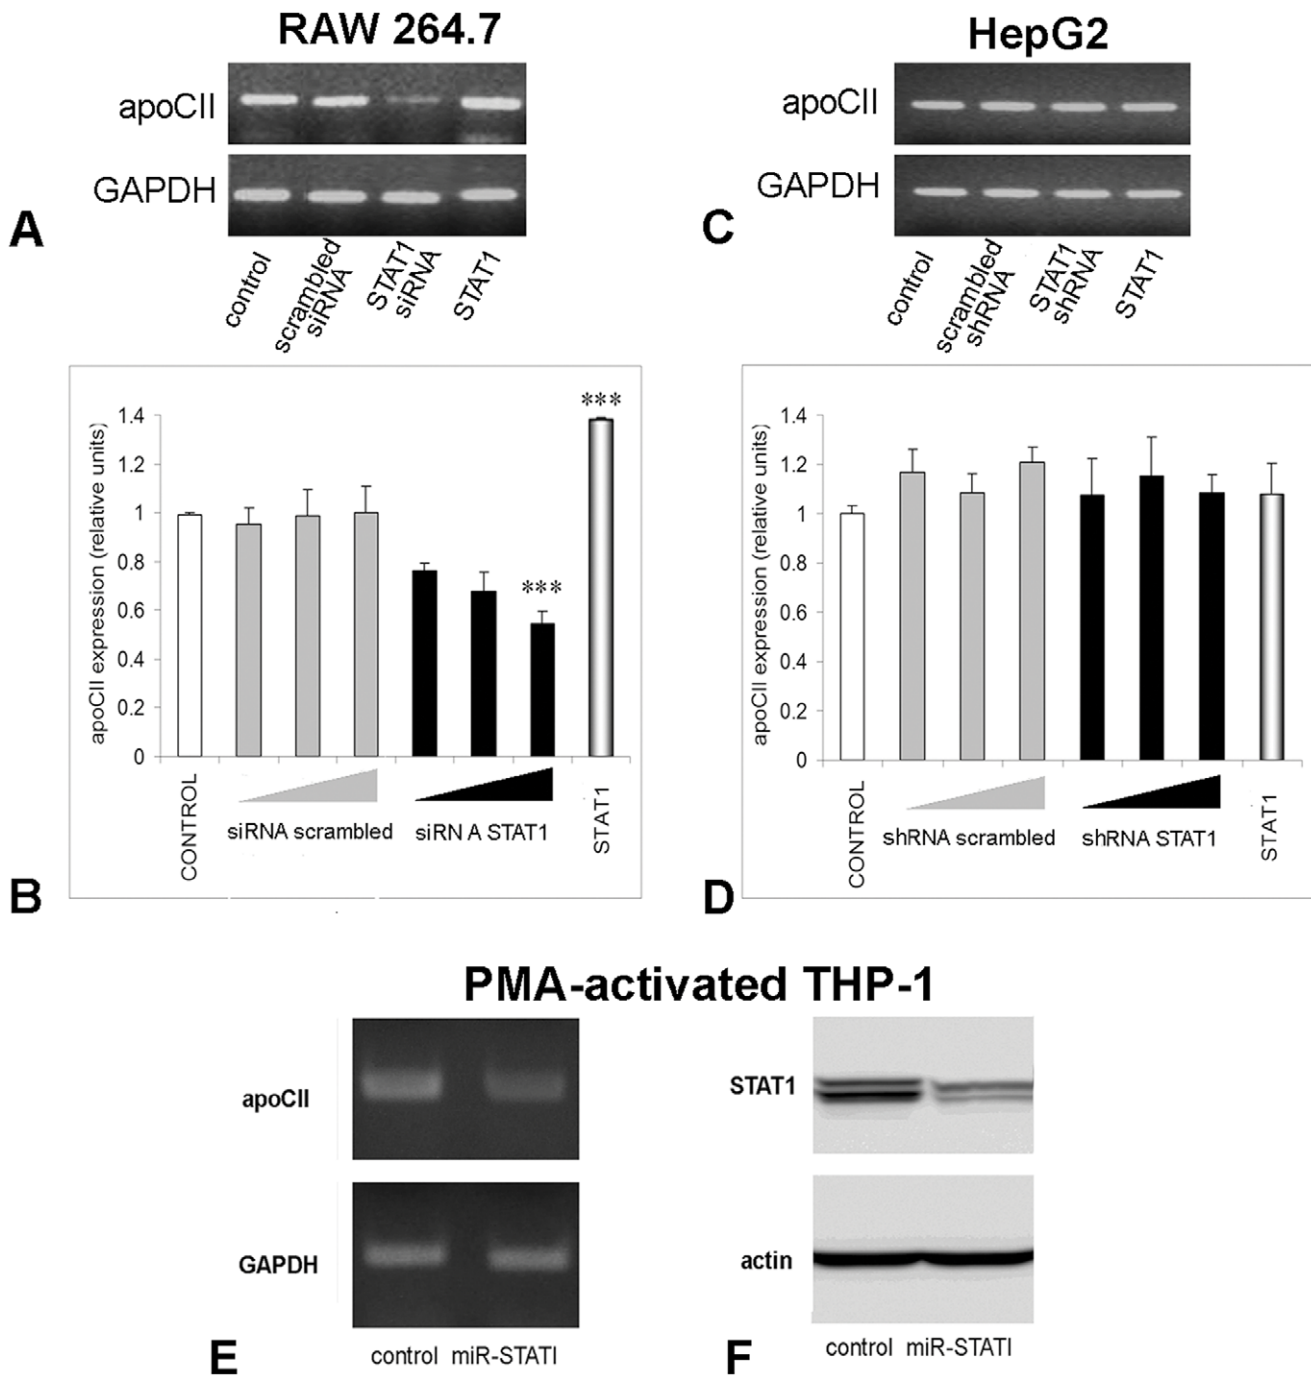 RAW 264.7
apoCII
GAPDH
A
control
scrambled
siRNA
STAT1
siRNA
STAT1
HepG2
apoCII
GAPDH
C
control
scrambled
shRNA
STAT1
shRNA
STAT1
apoCII expression (relative units)
1.4
1.2
1
0.8
0.6
0.4
0.2
0
***
***
CONTROL
siRNA scrambled
siRN A STAT1
STAT1
B
apoCII expression (relative units)
1.4
1.2
1
0.8
0.6
0.4
0.2
0
CONTROL
shRNA scrambled
shRNA STAT1
STAT1
D
PMA-activated THP-1
apoCII
GAPDH
E
control miR-STATI
STAT1
actin
F
control miR-STATI